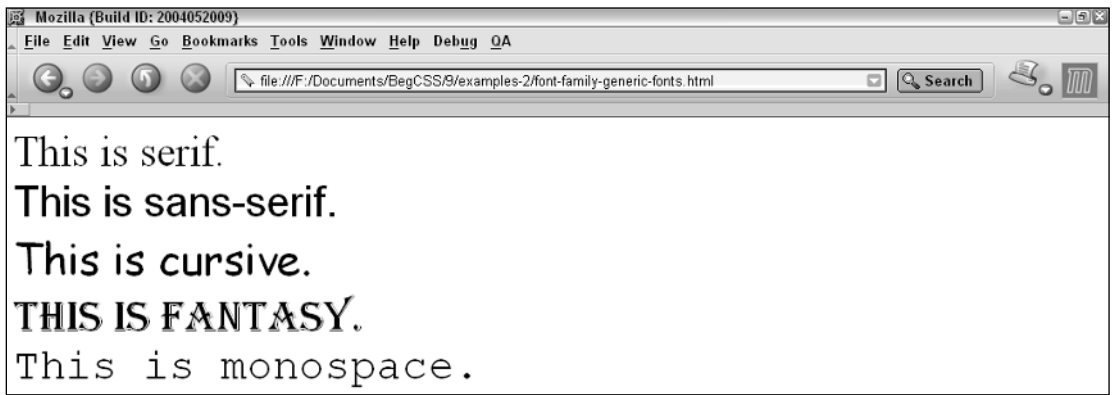 Mozilla {Build ID: 2004052009}
File Edit View Go Bookmarks Tools Window Help Debug QA
file:///F:/Documents/BegCSS/9/examples-2/font-family-generic-fonts.html Search
This is serif.
This is sans-serif.
This is cursive.
THIS IS FANTASY.
This is monospace.